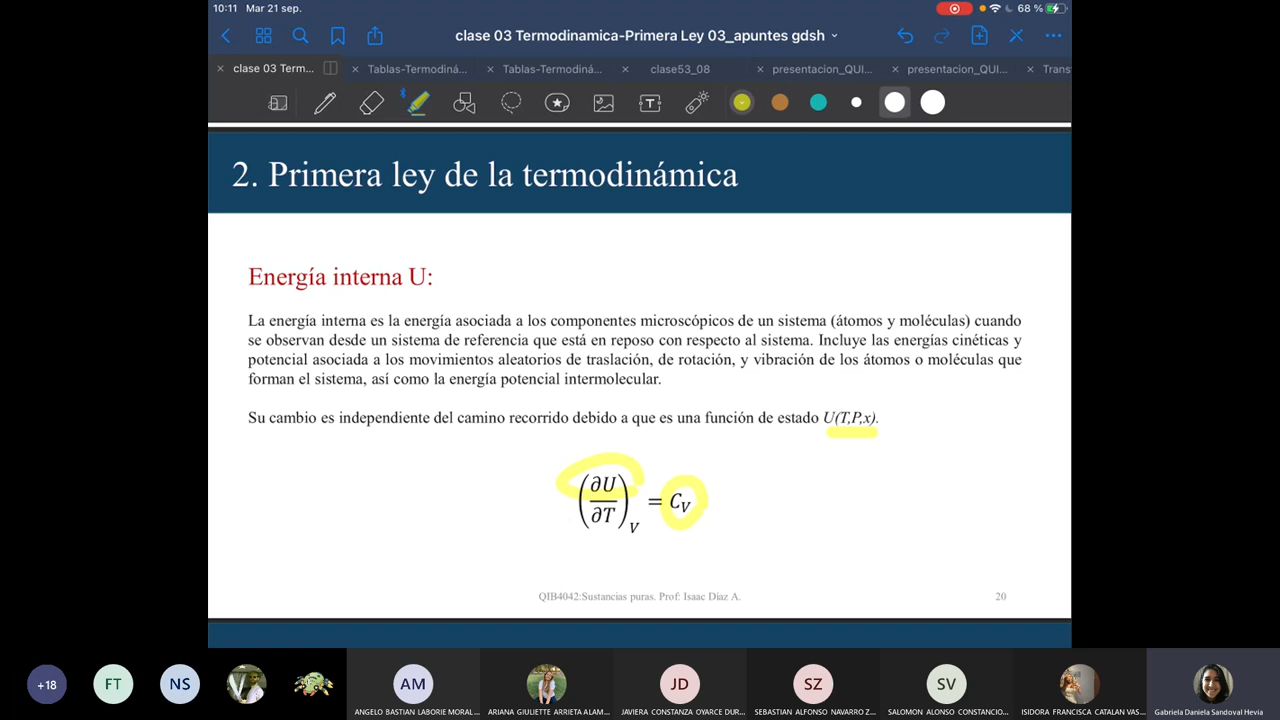 10:11 Mar 21 sep.
68 %
clase 03 Termodinamica-Primera Ley 03_apuntes gdsh
clase 03 Term...
Tablas-Termodiná...
Tablas-Termodiná...
clase53_08
presentacion_QUI...
presentacion_QUI...
Trans
2. Primera ley de la termodinámica
Energía interna U:
La energía interna es la energía asociada a los componentes microscópicos de un sistema (átomos y moléculas) cuando
se observan desde un sistema de referencia que está en reposo con respecto al sistema. Incluye las energías cinéticas y
potencial asociada a los movimientos aleatorios de traslación, de rotación, y vibración de los átomos o moléculas que
forman el sistema, así como la energía potencial intermolecular.
Su cambio es independiente del camino recorrido debido a que es una función de estado U(T,P,x).
(∂U/∂T)_V = C_V
QIB4042:Sustancias puras. Prof: Isaac Díaz A.
20
+18
FT
NS
AM
JD
SZ
SV
ANGELO BASTIAN LABORIE MORAL...
ARIANA GIULIETTE ARRIETA ALAM...
JAVIERA CONSTANZA OYARCE DUR...
SEBASTIAN ALFONSO NAVARRO Z...
SALOMON ALONSO CONSTANCIO...
ISIDORA FRANCISCA CATALAN VAS...
Gabriela Daniela Sandoval Hevia